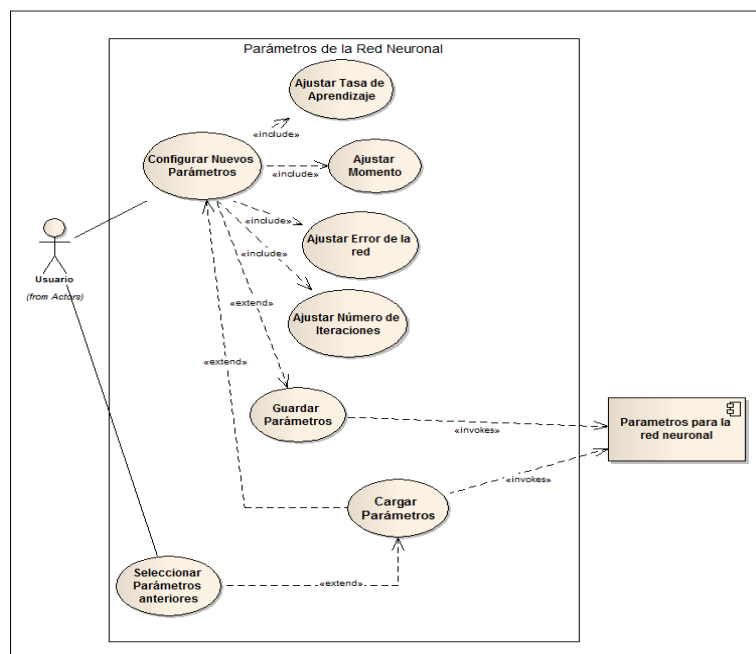 Parámetros de la Red Neuronal
Ajustar Tasa de
Aprendizaje
«include»
Configurar Nuevos
Parámetros
Ajustar
Momento
«include»
«include»
Ajustar Error de la
red
«include»
Usuario
(from Actors)
«extend»
Ajustar Número de
Iteraciones
«extend»
Guardar
Parámetros
Parametros para la
red neuronal
«invokes»
«invokes»
Cargar
Parámetros
Seleccionar
Parámetros
anteriores
«extend»